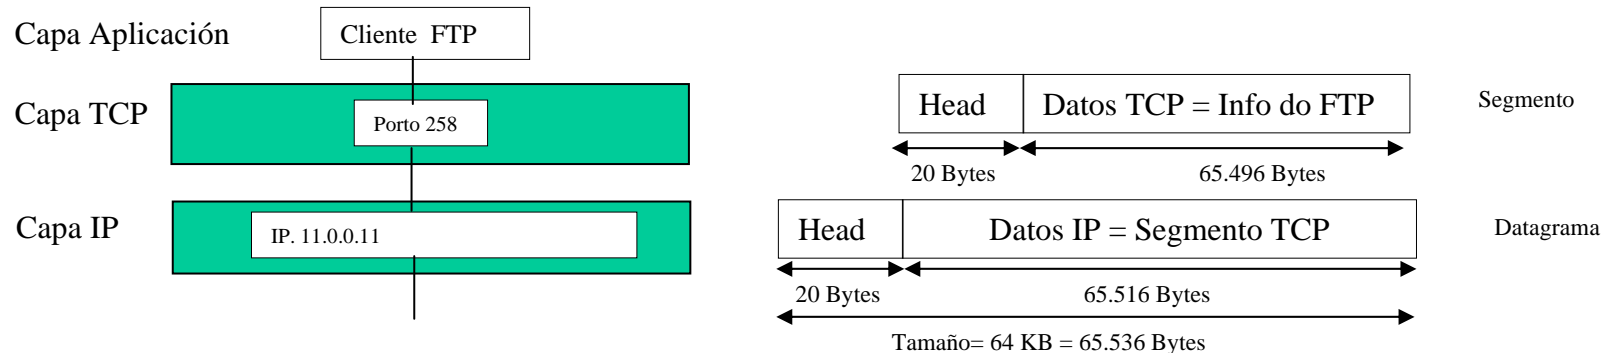 Capa Aplicación
Cliente FTP
Capa TCP
Porto 258
Head
Datos TCP = Info do FTP
Segmento
20 Bytes
65.496 Bytes
Capa IP
IP. 11.0.0.11
Head
Datos IP = Segmento TCP
Datagrama
20 Bytes
65.516 Bytes
Tamaño= 64 KB = 65.536 Bytes